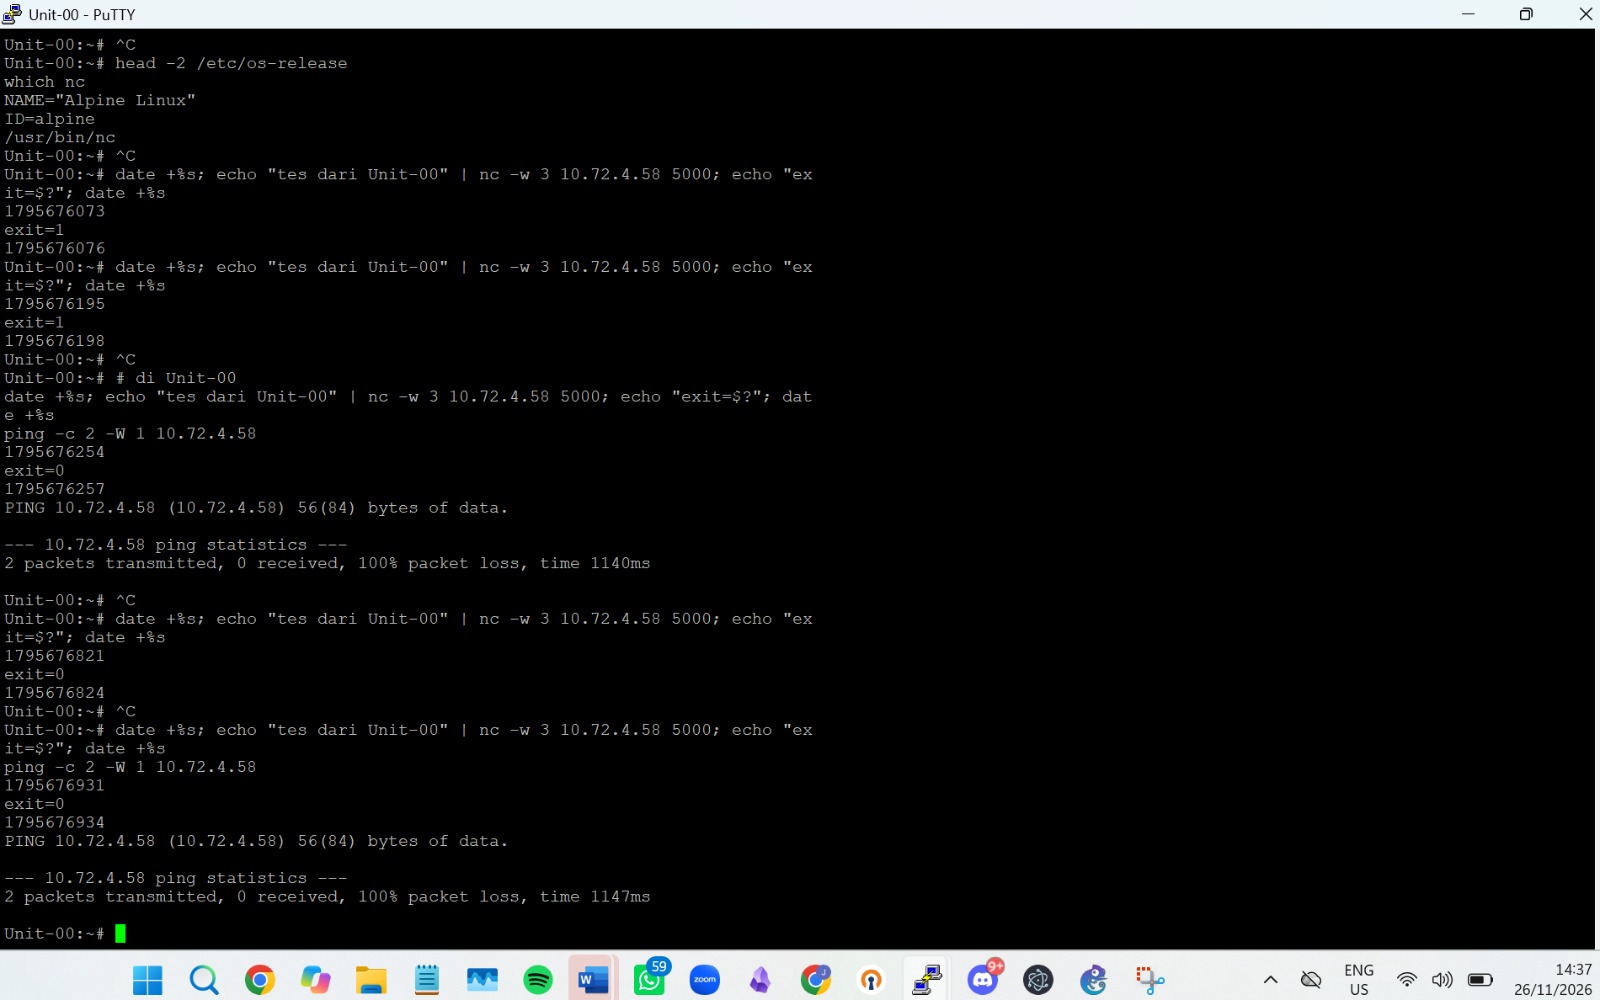 Unit-00 - PuTTY
Unit-00:~# ^C
Unit-00:~# head -2 /etc/os-release
which nc
NAME="Alpine Linux"
ID=alpine
/usr/bin/nc
Unit-00:~# ^C
Unit-00:~# date +%s; echo "tes dari Unit-00" | nc -w 3 10.72.4.58 5000; echo "ex
it=$?"; date +%s
1795676073
exit=1
1795676076
Unit-00:~# date +%s; echo "tes dari Unit-00" | nc -w 3 10.72.4.58 5000; echo "ex
it=$?"; date +%s
1795676195
exit=1
1795676198
Unit-00:~# ^C
Unit-00:~# # di Unit-00
date +%s; echo "tes dari Unit-00" | nc -w 3 10.72.4.58 5000; echo "exit=$?"; dat
e +%s
ping -c 2 -W 1 10.72.4.58
1795676254
exit=0
1795676257
PING 10.72.4.58 (10.72.4.58) 56(84) bytes of data.
--- 10.72.4.58 ping statistics ---
2 packets transmitted, 0 received, 100% packet loss, time 1140ms
Unit-00:~# ^C
Unit-00:~# date +%s; echo "tes dari Unit-00" | nc -w 3 10.72.4.58 5000; echo "ex
it=$?"; date +%s
1795676821
exit=0
1795676824
Unit-00:~# ^C
Unit-00:~# date +%s; echo "tes dari Unit-00" | nc -w 3 10.72.4.58 5000; echo "ex
it=$?"; date +%s
ping -c 2 -W 1 10.72.4.58
1795676931
exit=0
1795676934
PING 10.72.4.58 (10.72.4.58) 56(84) bytes of data.
--- 10.72.4.58 ping statistics ---
2 packets transmitted, 0 received, 100% packet loss, time 1147ms
Unit-00:~#
W
59
zoom
J
9+
ENG
US
14:37
26/11/2026